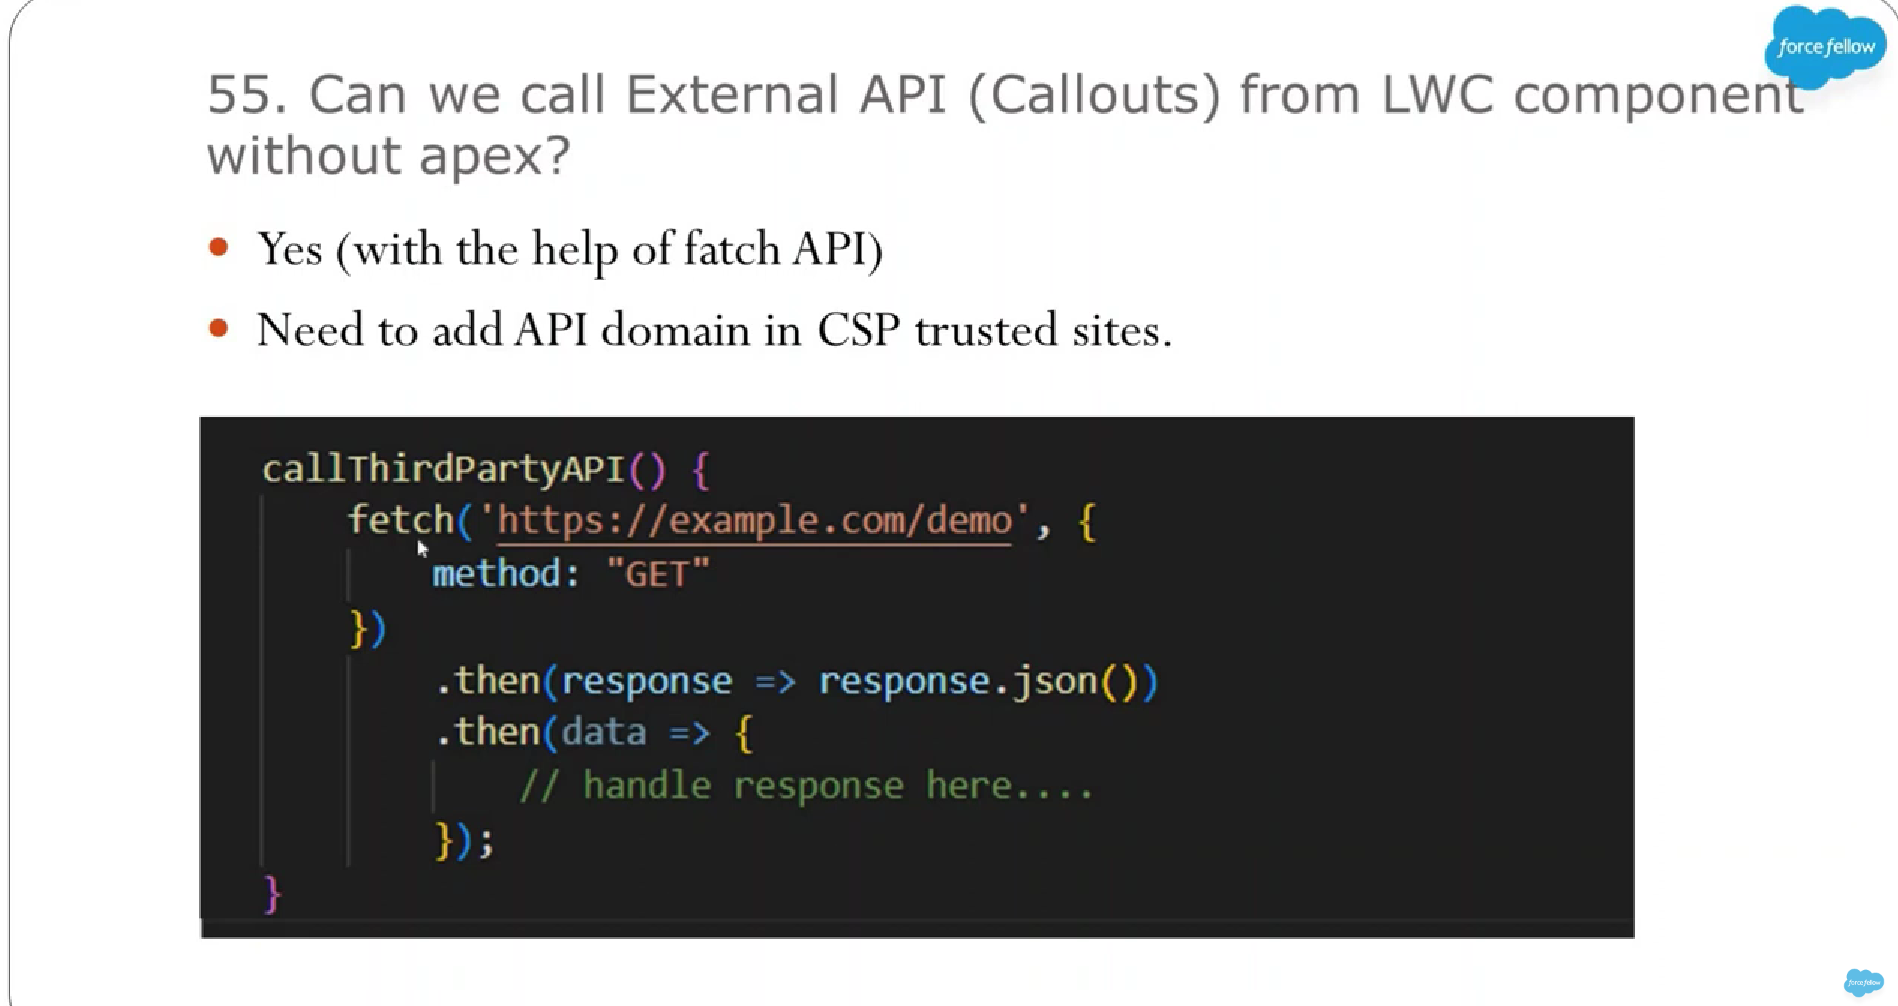 force fellow
55. Can we call External API (Callouts) from LWC component
without apex?
Yes (with the help of fatch API)
Need to add API domain in CSP trusted sites.
callThirdPartyAPI() {
fetch('https://example.com/demo', {
method: "GET"
})
.then(response => response.json())
.then(data => {
// handle response here....
});
}
force fellow